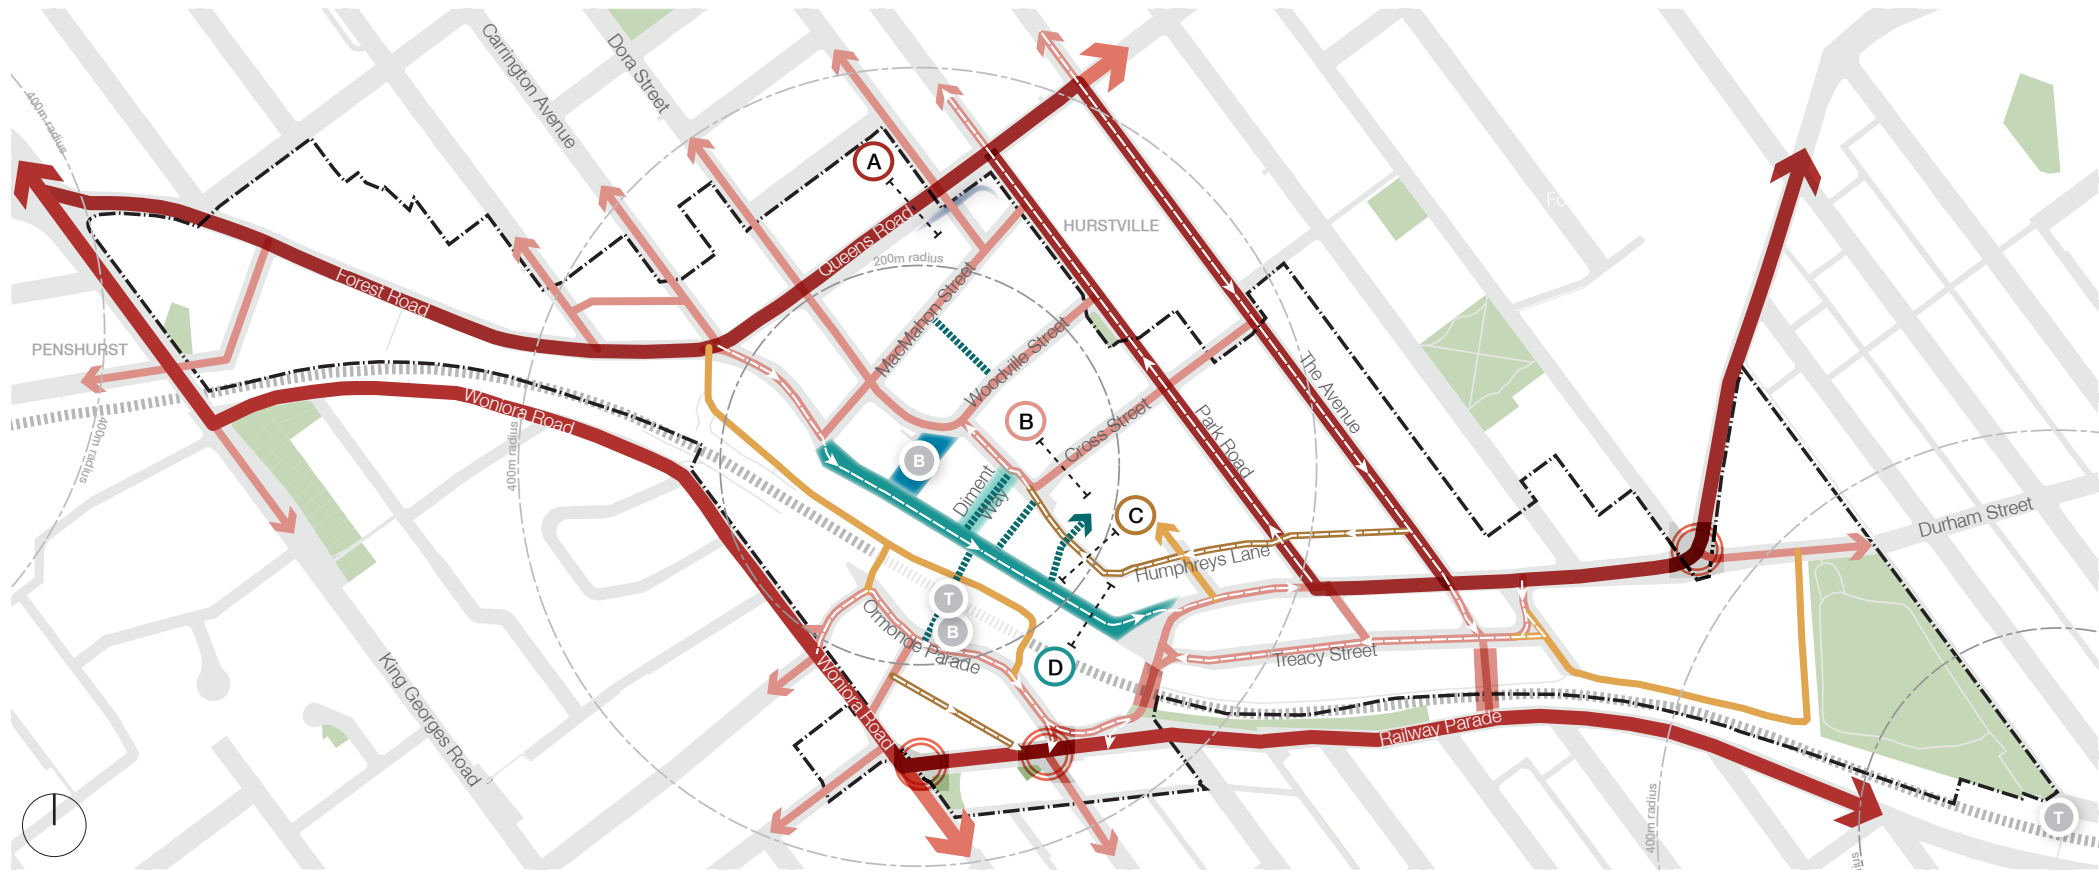 Carrington Avenue
Dora Street
400m radius
A
HURSTVILLE
Queens Road
200m radius
Forest Road
MacMahon Street
PENSHURST
Woodville Street
The Avenue
Woniora Road
B
Cross Street
Park Road
400m radius
400m radius
B
Diment
Way
C
Durham Street
Humphreys Lane
T
B
Ormonde Parade
D
Treacy Street
King Georges Road
Woniora Road
Railway Parade
400m radius
T